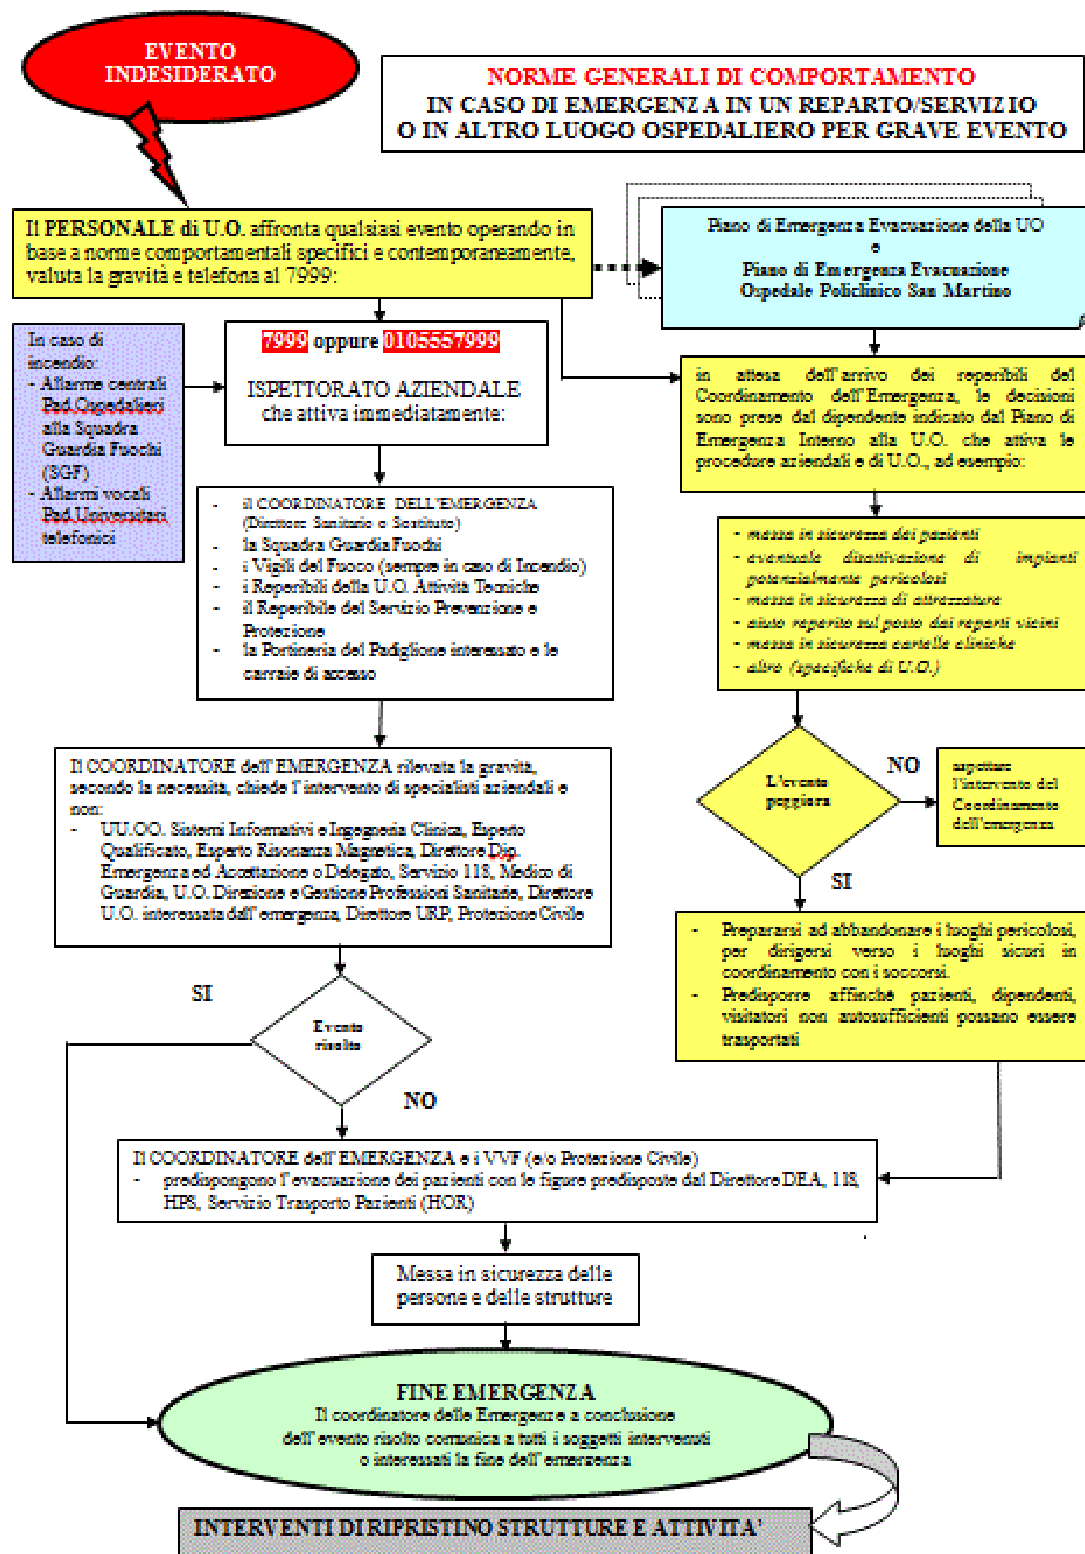 EVENTO
INDESIDERATO
NORME GENERALI DI COMPORTAMENTO
IN CASO DI EMERGENZA IN UN REPARTO/SERVIZIO
O IN ALTRO LUOGO OSPEDALIERO PER GRAVE EVENTO
Il PERSONALE di U.O. affronta qualsiasi evento operando in
base a norme comportamentali specifici e contemporaneamente,
valuta la gravità e telefona al 7999:
Piano di Emergenza Evacuazione della UO
e
Piano di Emergenza Evacuazione
Ospedale Policlinico San Martino
In caso di
incendio:
- Allarme centrali
Pad.Ospedalieri
alla Squadra
Guardia Fuochi
(SGF)
- Allarmi vocali
Pad.Universitari
telefonici
7999 oppure 0105557999
ISPETTORATO AZIENDALE
che attiva immediatamente:
in attesa dell'arrivo dei reperibili del
Coordinamento dell'Emergenza, le decisioni
sono prese dal dipendente indicato dal Piano di
Emergenza Interno alla U.O. che attiva le
procedure aziendali e di U.O., ad esempio:
- il COORDINATORE DELL'EMERGENZA
(Direttore Sanitario o Sostituto)
- la Squadra Guardia Fuochi
- i Vigili del Fuoco (sempre in caso di Incendio)
- i Reperibili della U.O. Attività Tecniche
- il Reperibile del Servizio Prevenzione e
Protezione
- la Portineria del Padiglione interessato e le
carraie di accesso
- messa in sicurezza dei pazienti
- eventuale disattivazione di impianti
potenzialmente pericolosi
- messa in sicurezza di attrezzature
- aiuto reperito sul posto dai reparti vicini
- messa in sicurezza cartelle cliniche
- altro (specifiche di U.O.)
Il COORDINATORE dell'EMERGENZA rilevata la gravità,
secondo la necessità, chiede l'intervento di specialisti aziendali e
non:
- UU.OO. Sistemi Informativi e Ingegneria Clinica, Esperto
Qualificato, Esperto Risonanza Magnetica, Direttore Dip.
Emergenza ed Accettazione o Delegato, Servizio 118, Medico di
Guardia, U.O. Direzione e Gestione Professioni Sanitarie, Direttore
U.O. interessata dall'emergenza, Direttore URP, Protezione Civile
L'evento
peggiora
NO
aspettare
l'intervento del
Coordinamento
dell'emergenza
SI
- Prepararsi ad abbandonare i luoghi pericolosi,
per dirigersi verso i luoghi sicuri in
coordinamento con i soccorsi.
- Predisporre affinché pazienti, dipendenti,
visitatori non autosufficienti possano essere
trasportati
SI
Evento
risolto
NO
Il COORDINATORE dell'EMERGENZA e i VVF (e/o Protezione Civile)
- predispongono l'evacuazione dei pazienti con le figure predisposte dal Direttore DEA, 118,
HPS, Servizio Trasporto Pazienti (HOR)
Messa in sicurezza delle
persone e delle strutture
FINE EMERGENZA
Il coordinatore delle Emergenze a conclusione
dell'evento risolto comunica a tutti i soggetti intervenuti
o interessati la fine dell'emergenza
INTERVENTI DI RIPRISTINO STRUTTURE E ATTIVITA'